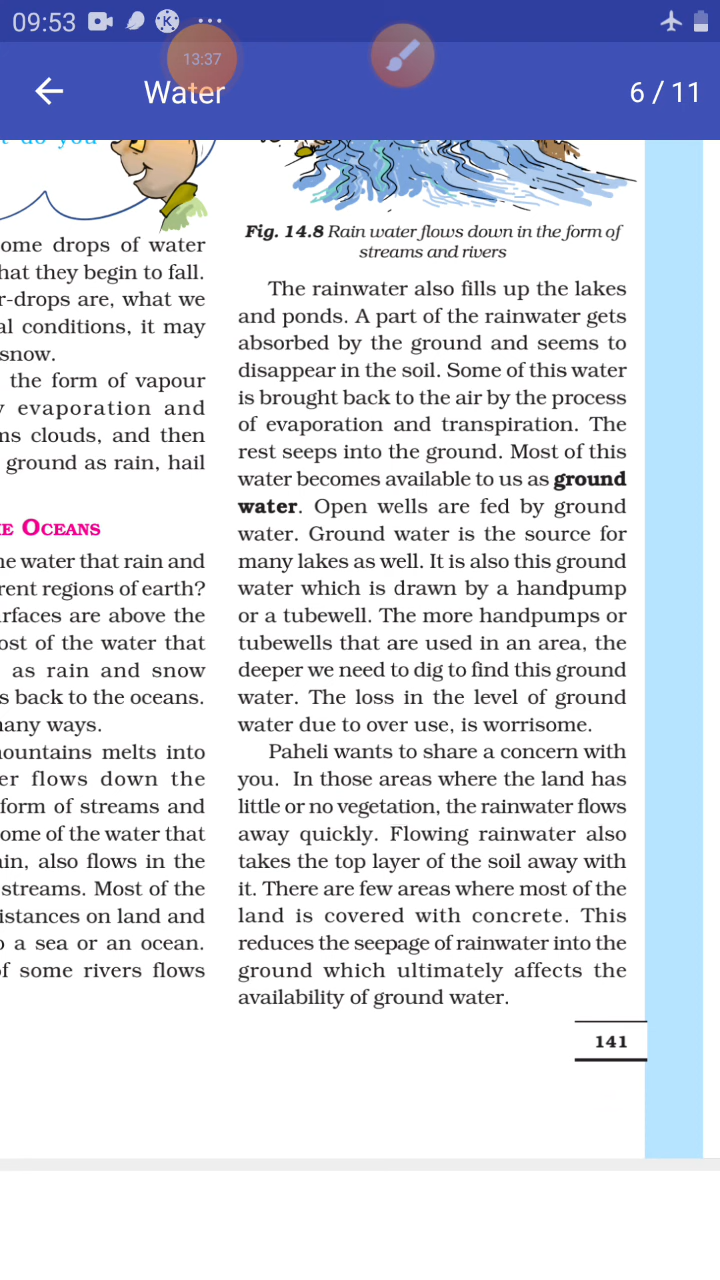 09:53
13:37
Water
6 / 11
ome drops of water
hat they begin to fall.
r-drops are, what we
al conditions, it may
snow.
the form of vapour
evaporation and
ms clouds, and then
ground as rain, hail
E OCEANS
e water that rain and
rent regions of earth?
rfaces are above the
ost of the water that
as rain and snow
s back to the oceans.
any ways.
ountains melts into
er flows down the
form of streams and
ome of the water that
in, also flows in the
streams. Most of the
istances on land and
a sea or an ocean.
f some rivers flows
Fig. 14.8 Rain water flows down in the form of
streams and rivers
The rainwater also fills up the lakes
and ponds. A part of the rainwater gets
absorbed by the ground and seems to
disappear in the soil. Some of this water
is brought back to the air by the process
of evaporation and transpiration. The
rest seeps into the ground. Most of this
water becomes available to us as ground
water. Open wells are fed by ground
water. Ground water is the source for
many lakes as well. It is also this ground
water which is drawn by a handpump
or a tubewell. The more handpumps or
tubewells that are used in an area, the
deeper we need to dig to find this ground
water. The loss in the level of ground
water due to over use, is worrisome.
Paheli wants to share a concern with
you. In those areas where the land has
little or no vegetation, the rainwater flows
away quickly. Flowing rainwater also
takes the top layer of the soil away with
it. There are few areas where most of the
land is covered with concrete. This
reduces the seepage of rainwater into the
ground which ultimately affects the
availability of ground water.
141